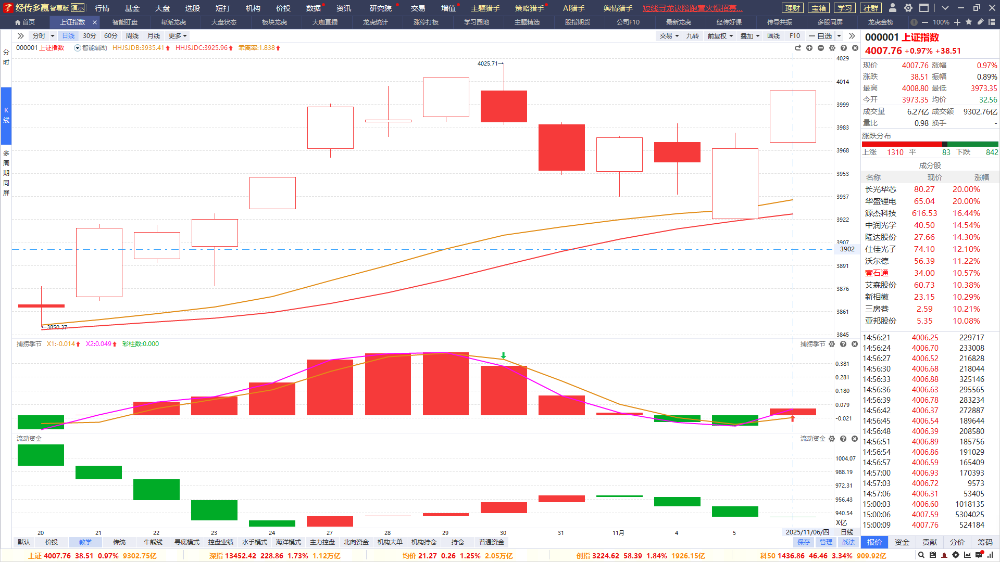 经传多赢 智尊版 演示 行情 基金 大盘 选股 短打 机构 价投 数据 资讯 研究院 交易 增值 主题猎手 策略猎手 AI猎手 舆情猎手 短线寻龙诀陪跑营火爆招募... 理财 宝箱 学习 社群
首页 上证指数 智能盯盘 帮派龙虎 大盘状态 板块龙虎 大咖直播 龙虎统计 涨停打板 学习园地 主题精选 股指期货 公司F10 最新龙虎 经传好课 传导共振 多股同屏 龙虎金榜 100%
分时 日线 30分 60分 周线 月线 更多 交易 九转 前复权 叠加 画线 F10 自选
000001 上证指数 智能辅助 HHJSJDB:3935.41 HHJSJDC:3925.96 乖离率:1.838
分时
K线
多周期同屏
4029
4014
3999
3983
3968
3953
3937
3922
3907
3902
3891
3876
3861
3845
4025.71
3850.37
捕捞季节 X1:-0.014 X2:0.049 彩柱数:0.000 捕捞季节
0.381
0.281
0.180
0.079
-0.021
流动资金 流动资金
1004.07
988.19
972.31
956.43
940.54
X亿
20 21 22 23 24 27 28 29 30 31 11月 4 5 2025/11/06/四 日线
默认 价投 教学 传统 牛能线 寻底模式 控盘业绩 水手模式 海洋模式 主力控盘 北向资金 机构大单 机构持仓 持仓 普通资金 保存 管理 战法
000001 上证指数
4007.76 +0.97% +38.51
现价 4007.76 涨幅 0.97%
涨跌 38.51 振幅 0.89%
最高 4008.80 最低 3973.35
今开 3973.35 均价 32.56
成交量 6.27亿 成交额 9302.76亿
量比 0.98 换手 -
涨跌分布
上涨 1310 平 83 下跌 842
成分股
名称 现价 涨幅
长光华芯 80.27 20.00%
华盛锂电 65.04 20.00%
源杰科技 616.53 16.44%
中润光学 40.50 14.54%
隆达股份 27.66 14.30%
仕佳光子 74.10 12.10%
沃尔德 56.39 11.22%
壹石通 34.00 10.57%
艾森股份 60.73 10.38%
新相微 23.15 10.29%
三房巷 2.59 10.21%
亚邦股份 5.35 10.08%
14:56:21 4006.25 229717
14:56:24 4006.70 233008
14:56:27 4006.52 216828
14:56:30 4006.68 218044
14:56:33 4006.88 325146
14:56:36 4006.63 295565
14:56:39 4006.78 283234
14:56:42 4006.37 272887
14:56:45 4006.54 189644
14:56:48 4006.39 208580
14:56:51 4006.89 185756
14:56:54 4006.86 191029
14:56:57 4006.59 165409
14:57:00 4006.93 170393
14:57:03 4006.72 9573
14:57:06 4006.31 53405
15:00:03 4006.60 1018135
15:00:06 4007.59 5304025
15:00:09 4007.76 524184
报价 资金 贡献 分价 筹码
上证 4007.76 38.51 0.97% 9302.75亿 深指 13452.42 228.86 1.73% 1.12万亿 均价 21.27 0.26 1.25% 2.05万亿 创指 3224.62 58.39 1.84% 1926.15亿 科50 1436.86 46.46 3.34% 909.92亿